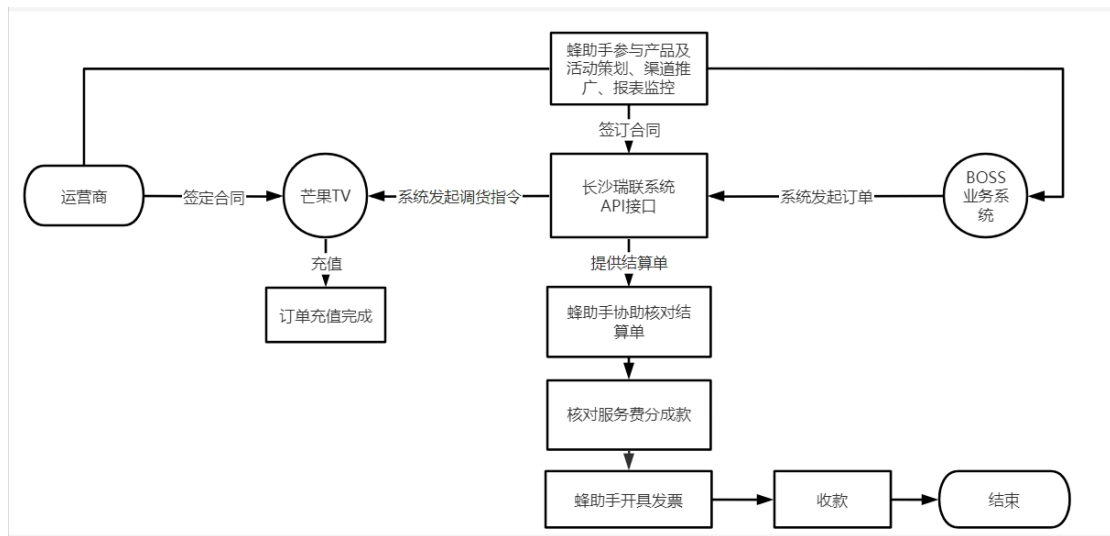 蜂助手参与产品及
活动策划、渠道推
广、报表监控
签订合同
运营商
签定合同
芒果TV
系统发起调货指令
长沙瑞联系统
API接口
系统发起订单
BOSS
业务系
统
充值
提供结算单
订单充值完成
蜂助手协助核对结
算单
核对服务费分成款
蜂助手开具发票
收款
结束